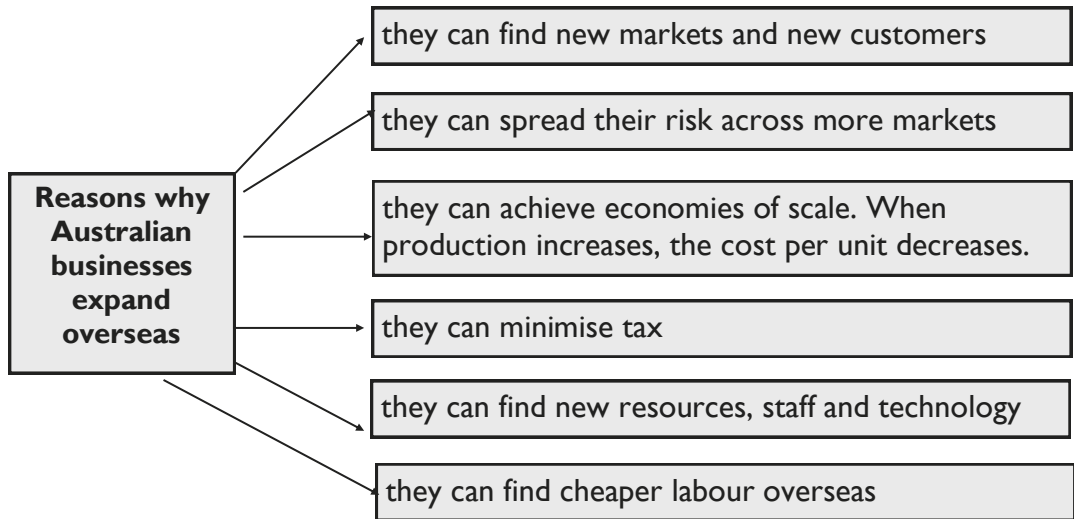 they can find new markets and new customers
they can spread their risk across more markets
Reasons why
Australian
businesses
expand
overseas
they can achieve economies of scale. When
production increases, the cost per unit decreases.
they can minimise tax
they can find new resources, staff and technology
they can find cheaper labour overseas